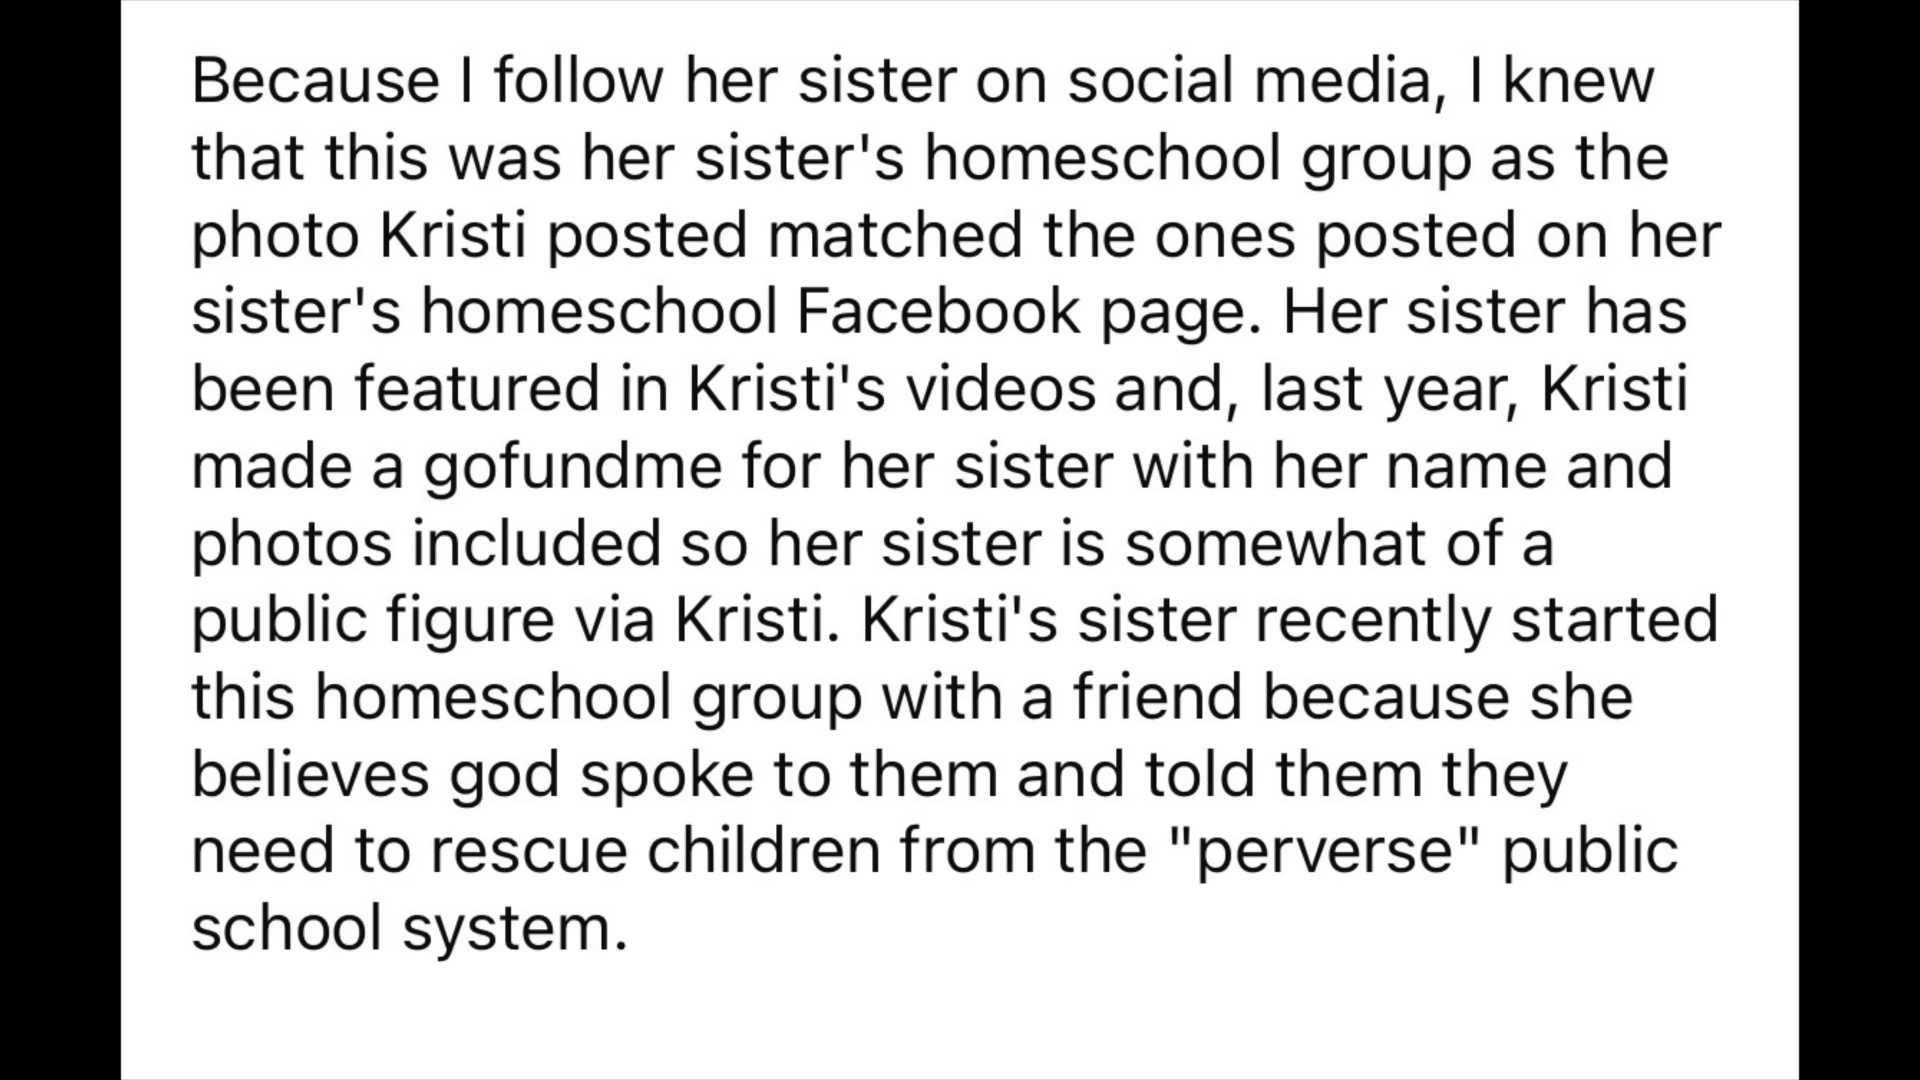 Because I follow her sister on social media, I knew
that this was her sister's homeschool group as the
photo Kristi posted matched the ones posted on her
sister's homeschool Facebook page. Her sister has
been featured in Kristi's videos and, last year, Kristi
made a gofundme for her sister with her name and
photos included so her sister is somewhat of a
public figure via Kristi. Kristi's sister recently started
this homeschool group with a friend because she
believes god spoke to them and told them they
need to rescue children from the "perverse" public
school system.